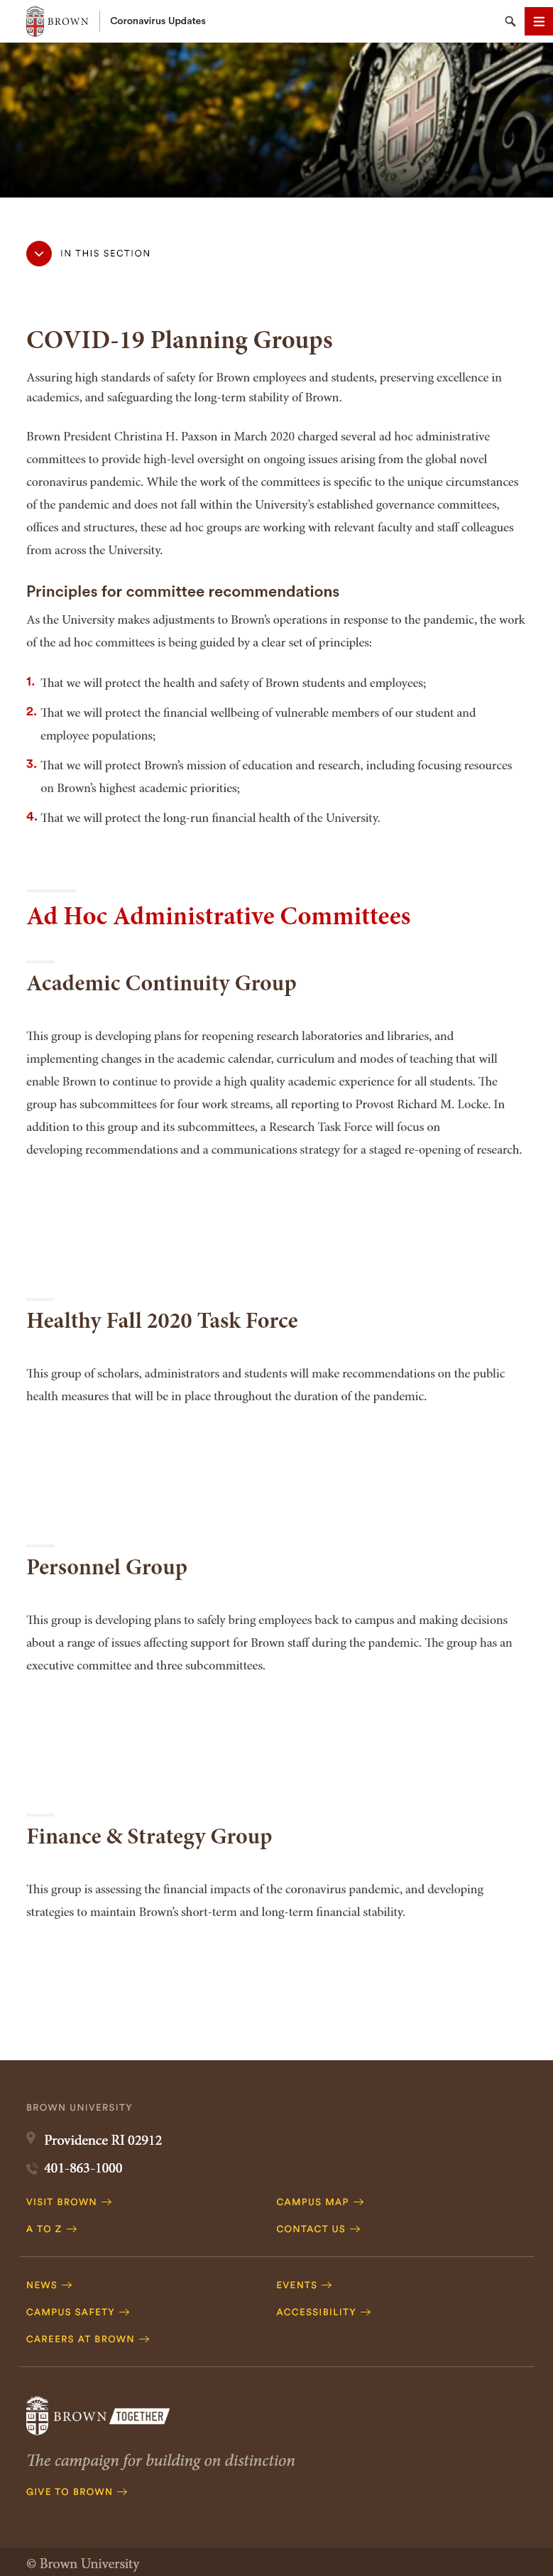 BROWN
Coronavirus Updates
IN THIS SECTION
COVID-19 Planning Groups
Assuring high standards of safety for Brown employees and students, preserving excellence in
academics, and safeguarding the long-term stability of Brown.
Brown President Christina H. Paxson in March 2020 charged several ad hoc administrative
committees to provide high-level oversight on ongoing issues arising from the global novel
coronavirus pandemic. While the work of the committees is specific to the unique circumstances
of the pandemic and does not fall within the University’s established governance committees,
offices and structures, these ad hoc groups are working with relevant faculty and staff colleagues
from across the University.
Principles for committee recommendations
As the University makes adjustments to Brown’s operations in response to the pandemic, the work
of the ad hoc committees is being guided by a clear set of principles:
1. That we will protect the health and safety of Brown students and employees;
2. That we will protect the financial wellbeing of vulnerable members of our student and
employee populations;
3. That we will protect Brown’s mission of education and research, including focusing resources
on Brown’s highest academic priorities;
4. That we will protect the long-run financial health of the University.
Ad Hoc Administrative Committees
Academic Continuity Group
This group is developing plans for reopening research laboratories and libraries, and
implementing changes in the academic calendar, curriculum and modes of teaching that will
enable Brown to continue to provide a high quality academic experience for all students. The
group has subcommittees for four work streams, all reporting to Provost Richard M. Locke. In
addition to this group and its subcommittees, a Research Task Force will focus on
developing recommendations and a communications strategy for a staged re-opening of research.
Healthy Fall 2020 Task Force
This group of scholars, administrators and students will make recommendations on the public
health measures that will be in place throughout the duration of the pandemic.
Personnel Group
This group is developing plans to safely bring employees back to campus and making decisions
about a range of issues affecting support for Brown staff during the pandemic. The group has an
executive committee and three subcommittees.
Finance & Strategy Group
This group is assessing the financial impacts of the coronavirus pandemic, and developing
strategies to maintain Brown’s short-term and long-term financial stability.
BROWN UNIVERSITY
Providence RI 02912
401-863-1000
VISIT BROWN
CAMPUS MAP
A TO Z
CONTACT US
NEWS
EVENTS
CAMPUS SAFETY
ACCESSIBILITY
CAREERS AT BROWN
BROWN TOGETHER
The campaign for building on distinction
GIVE TO BROWN
© Brown University